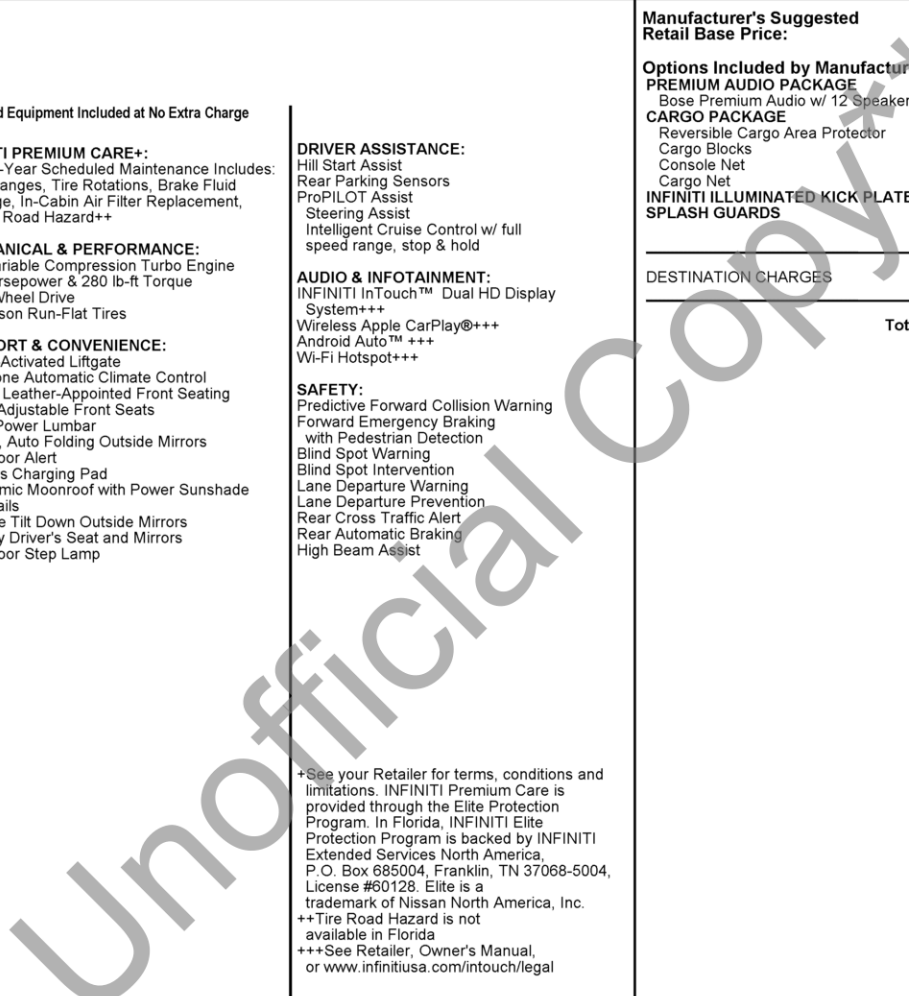 d Equipment Included at No Extra Charge
TI PREMIUM CARE+:
-Year Scheduled Maintenance Includes:
anges, Tire Rotations, Brake Fluid
ge, In-Cabin Air Filter Replacement,
Road Hazard++
ANICAL & PERFORMANCE:
ariable Compression Turbo Engine
rsepower & 280 lb-ft Torque
Wheel Drive
son Run-Flat Tires
ORT & CONVENIENCE:
Activated Liftgate
one Automatic Climate Control
Leather-Appointed Front Seating
Adjustable Front Seats
Power Lumbar
, Auto Folding Outside Mirrors
oor Alert
s Charging Pad
mic Moonroof with Power Sunshade
ails
e Tilt Down Outside Mirrors
y Driver's Seat and Mirrors
oor Step Lamp
DRIVER ASSISTANCE:
Hill Start Assist
Rear Parking Sensors
ProPILOT Assist
Steering Assist
Intelligent Cruise Control w/ full
speed range, stop & hold
AUDIO & INFOTAINMENT:
INFINITI InTouch™ Dual HD Display
System+++
Wireless Apple CarPlay®+++
Android Auto™ +++
Wi-Fi Hotspot+++
SAFETY:
Predictive Forward Collision Warning
Forward Emergency Braking
with Pedestrian Detection
Blind Spot Warning
Blind Spot Intervention
Lane Departure Warning
Lane Departure Prevention
Rear Cross Traffic Alert
Rear Automatic Braking
High Beam Assist
+See your Retailer for terms, conditions and
limitations. INFINITI Premium Care is
provided through the Elite Protection
Program. In Florida, INFINITI Elite
Protection Program is backed by INFINITI
Extended Services North America,
P.O. Box 685004, Franklin, TN 37068-5004,
License #60128. Elite is a
trademark of Nissan North America, Inc.
++Tire Road Hazard is not
available in Florida
+++See Retailer, Owner's Manual,
or www.infinitiusa.com/intouch/legal
Manufacturer's Suggested
Retail Base Price:
Options Included by Manufactur
PREMIUM AUDIO PACKAGE
Bose Premium Audio w/ 12 Speaker
CARGO PACKAGE
Reversible Cargo Area Protector
Cargo Blocks
Console Net
Cargo Net
INFINITI ILLUMINATED KICK PLATE
SPLASH GUARDS
DESTINATION CHARGES
Tot
Unofficial Copy**